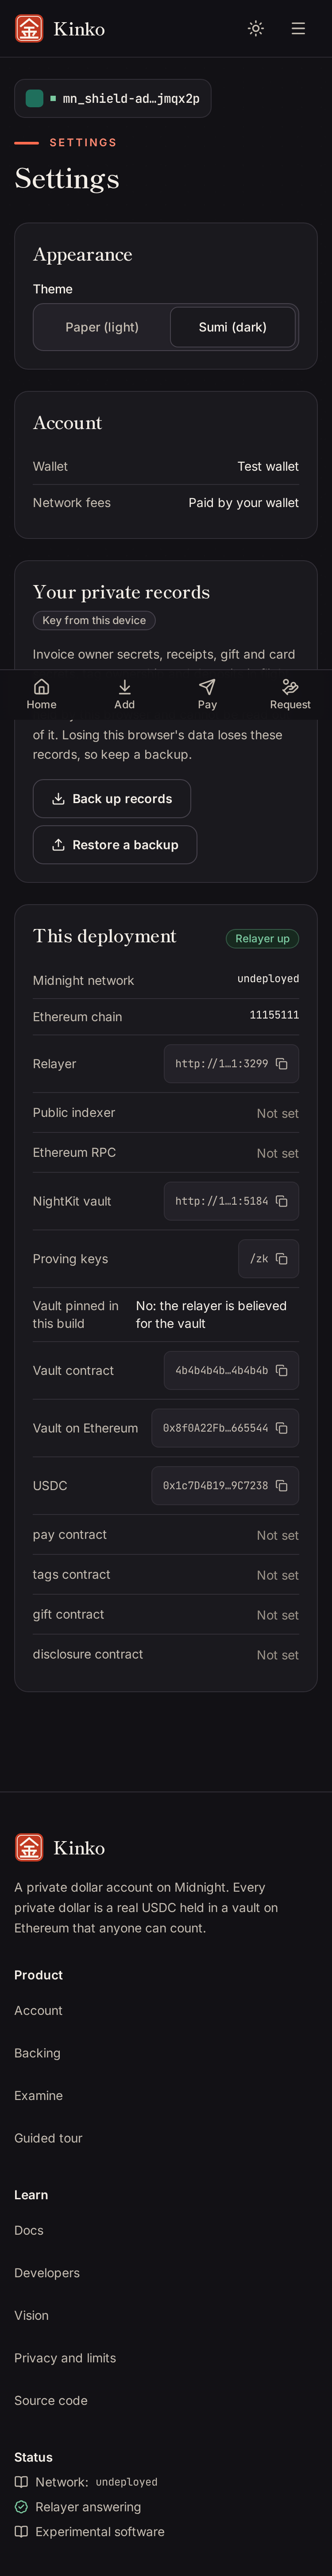 金 Kinko
mn_shield-ad…jmqx2p
SETTINGS
Settings
Appearance
Theme
Paper (light) Sumi (dark)
Account
Wallet Test wallet
Network fees Paid by your wallet
Your private records
Key from this device
Invoice owner secrets, receipts, gift and card
Home Add Pay Request
of it. Losing this browser's data loses these
records, so keep a backup.
Back up records
Restore a backup
This deployment Relayer up
Midnight network undeployed
Ethereum chain 11155111
Relayer http://1…1:3299
Public indexer Not set
Ethereum RPC Not set
NightKit vault http://1…1:5184
Proving keys /zk
Vault pinned in No: the relayer is believed
this build for the vault
Vault contract 4b4b4b4b…4b4b4b
Vault on Ethereum 0x8f0A22Fb…665544
USDC 0x1c7D4B19…9C7238
pay contract Not set
tags contract Not set
gift contract Not set
disclosure contract Not set
金 Kinko
A private dollar account on Midnight. Every
private dollar is a real USDC held in a vault on
Ethereum that anyone can count.
Product
Account
Backing
Examine
Guided tour
Learn
Docs
Developers
Vision
Privacy and limits
Source code
Status
Network: undeployed
Relayer answering
Experimental software